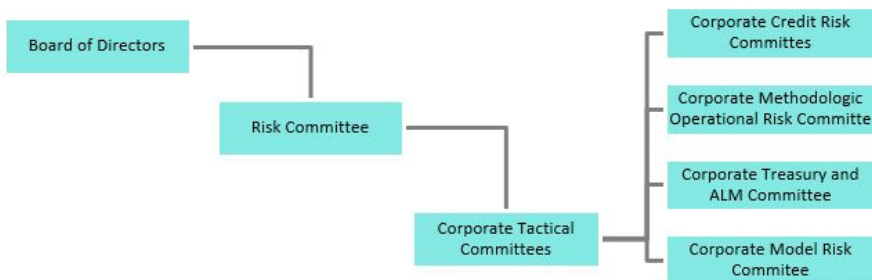 Board of Directors
Risk Committee
Corporate Tactical
Committees
Corporate Credit Risk
Committes
Corporate Methodologic
Operational Risk Committe
Corporate Treasury and
ALM Committee
Corporate Model Risk
Commitee